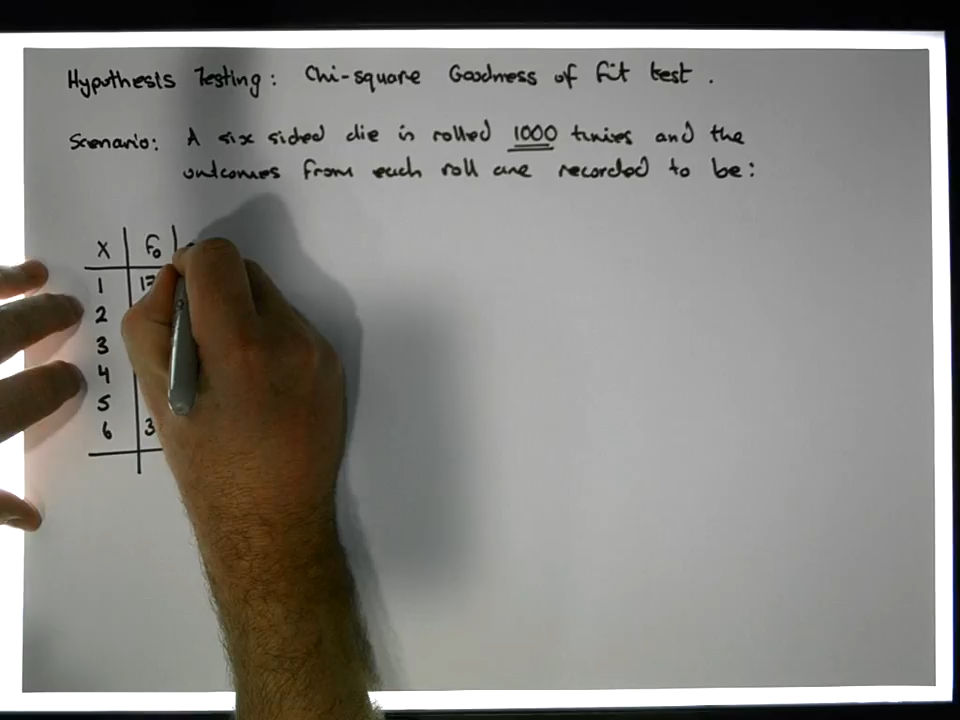 Hypothesis Testing: Chi-square Goodness of Fit test.
Scenario: A six sided die is rolled 1000 times and the
outcomes from each roll are recorded to be:
X f₀
1
2
3
4
5
6